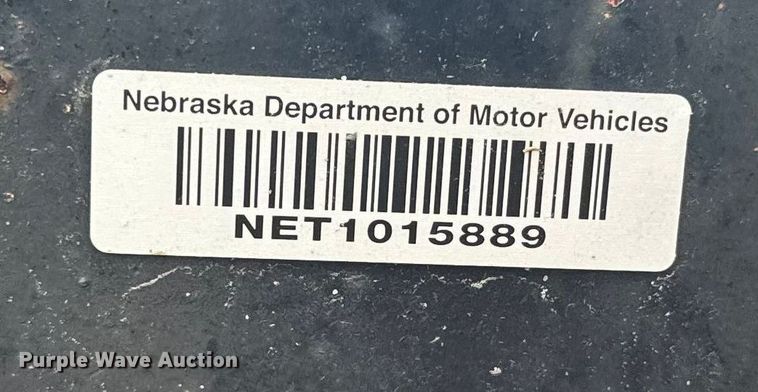 Nebraska Department of Motor Vehicles
NET1015889
Purple Wave Auction